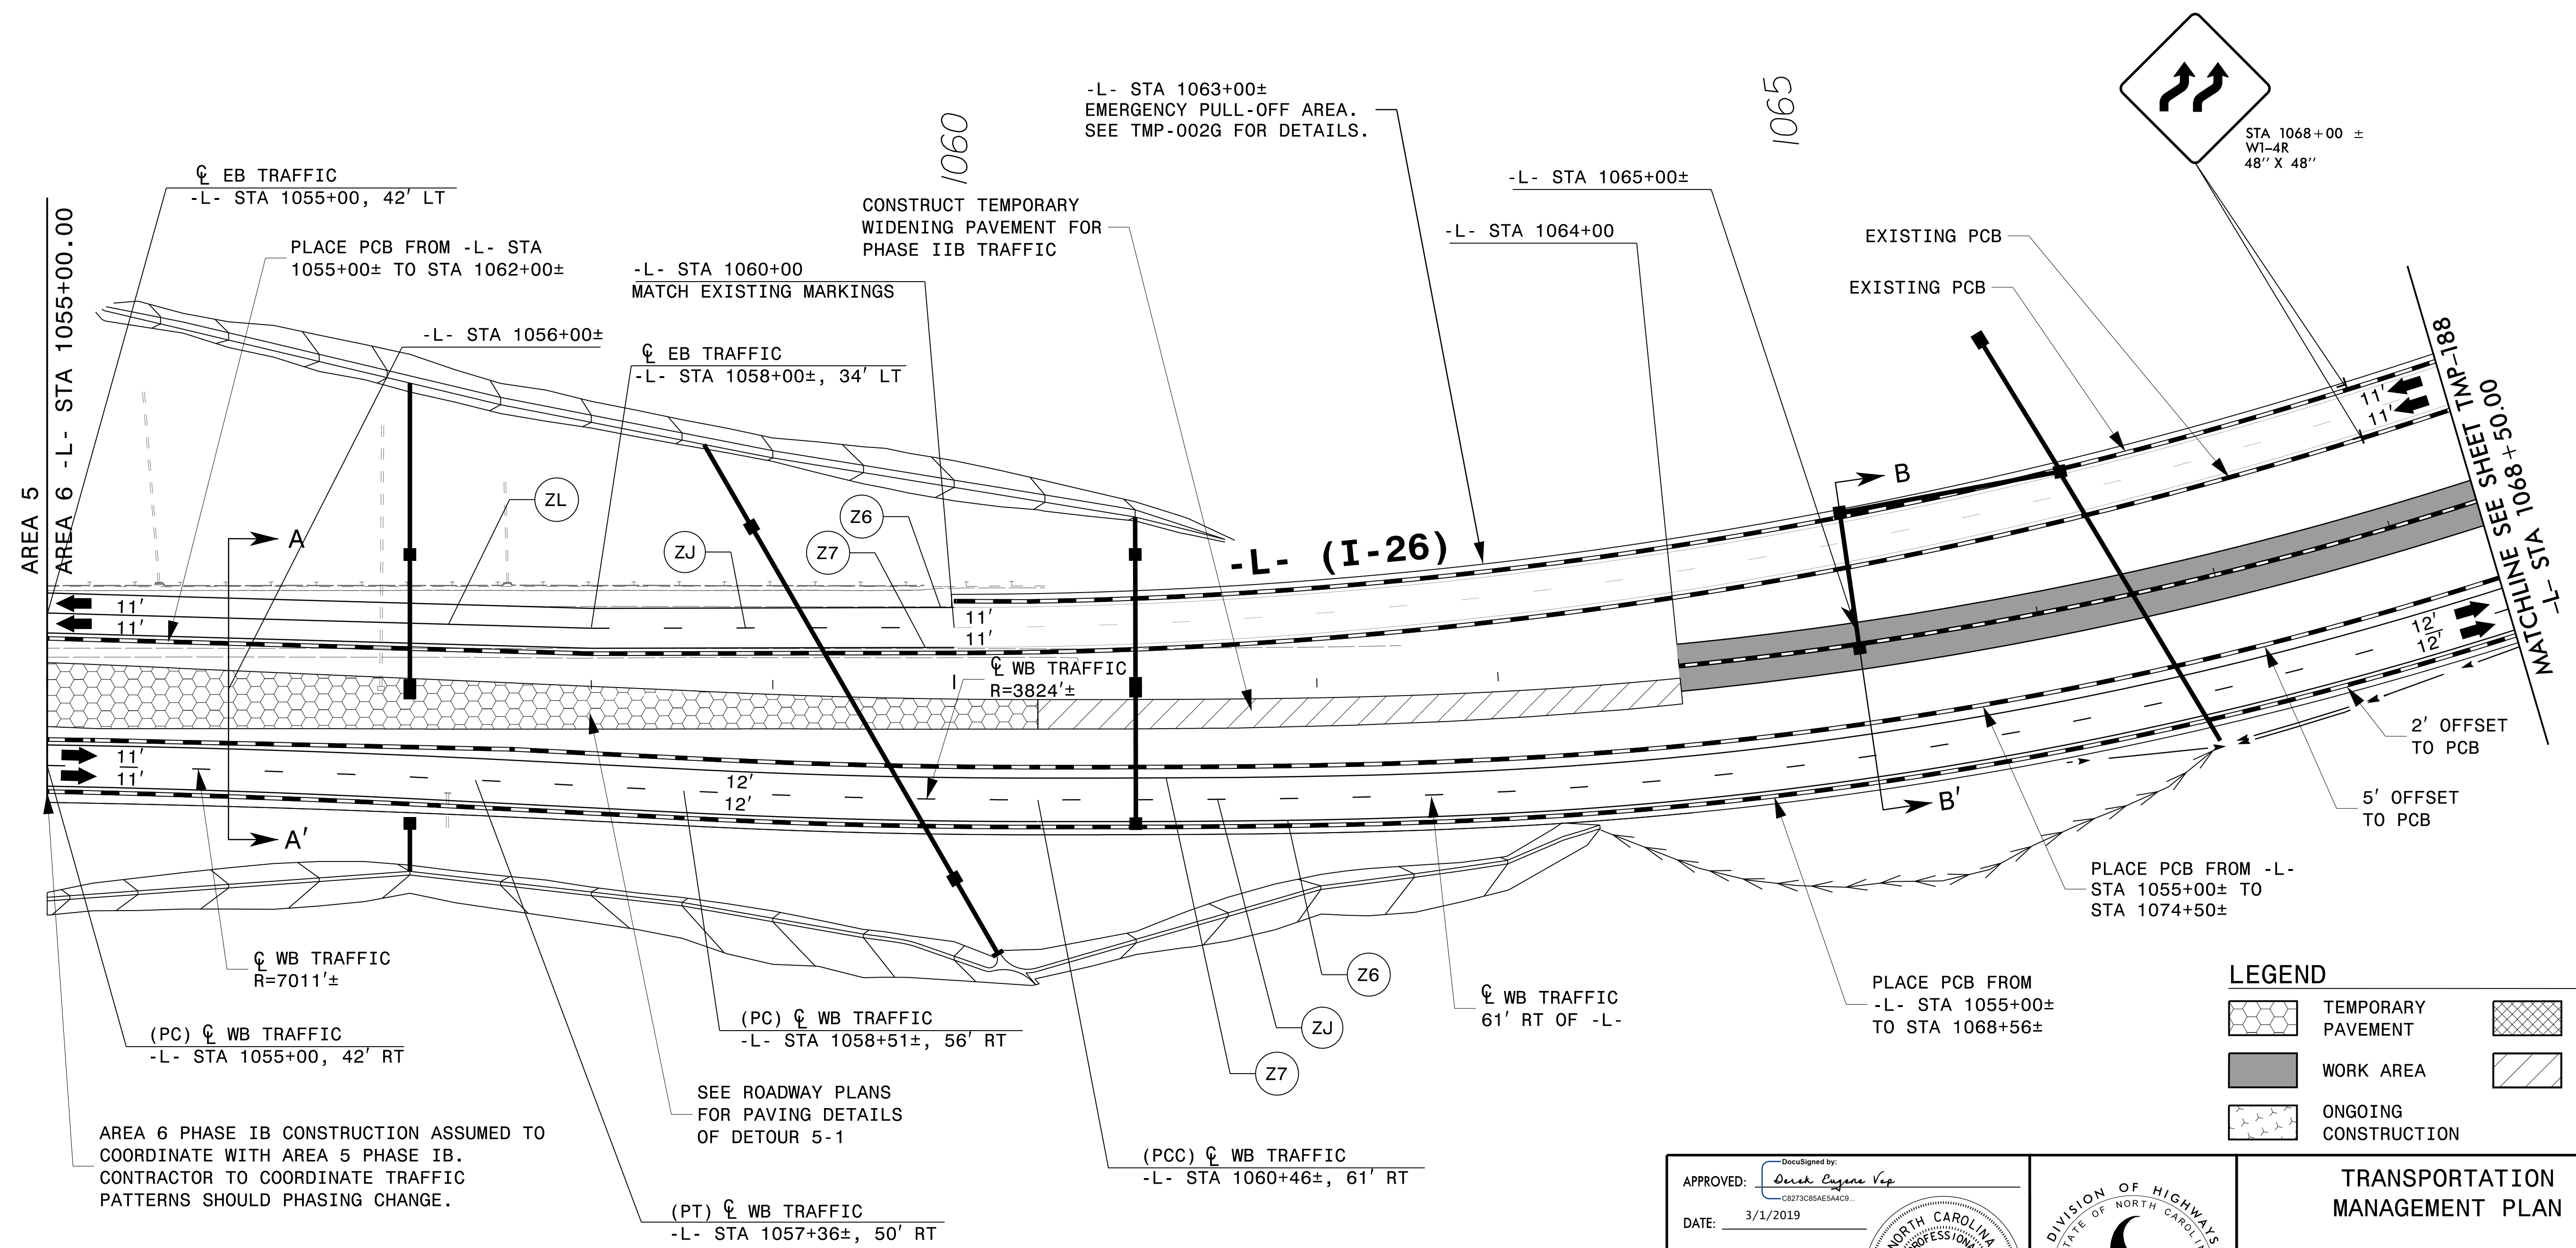 AREA 5
AREA 6 -L- STA 1055+00.00
℄ EB TRAFFIC
-L- STA 1055+00, 42' LT
PLACE PCB FROM -L- STA
1055+00± TO STA 1062+00±
-L- STA 1056+00±
-L- STA 1060+00
MATCH EXISTING MARKINGS
℄ EB TRAFFIC
-L- STA 1058+00±, 34' LT
1060
CONSTRUCT TEMPORARY
WIDENING PAVEMENT FOR
PHASE IIB TRAFFIC
-L- STA 1063+00±
EMERGENCY PULL-OFF AREA.
SEE TMP-002G FOR DETAILS.
-L- STA 1065+00±
-L- STA 1064+00
1065
EXISTING PCB
EXISTING PCB
STA 1068+00 ±
W1-4R
48" X 48"
MATCHLINE SEE SHEET TMP-188
-L- STA 1068+50.00
A
ZL
ZJ
Z7
Z6
-L- (I-26)
B
11'
11'
11'
11'
11'
11'
℄ WB TRAFFIC
R=3824'±
11'
11'
12'
12'
12'
12'
A'
B'
2' OFFSET
TO PCB
5' OFFSET
TO PCB
PLACE PCB FROM -L-
STA 1055+00± TO
STA 1074+50±
PLACE PCB FROM
-L- STA 1055+00±
TO STA 1068+56±
℄ WB TRAFFIC
61' RT OF -L-
Z6
ZJ
Z7
℄ WB TRAFFIC
R=7011'±
(PC) ℄ WB TRAFFIC
-L- STA 1055+00, 42' RT
(PC) ℄ WB TRAFFIC
-L- STA 1058+51±, 56' RT
SEE ROADWAY PLANS
FOR PAVING DETAILS
OF DETOUR 5-1
(PCC) ℄ WB TRAFFIC
-L- STA 1060+46±, 61' RT
(PT) ℄ WB TRAFFIC
-L- STA 1057+36±, 50' RT
AREA 6 PHASE IB CONSTRUCTION ASSUMED TO
COORDINATE WITH AREA 5 PHASE IB.
CONTRACTOR TO COORDINATE TRAFFIC
PATTERNS SHOULD PHASING CHANGE.
LEGEND
TEMPORARY
PAVEMENT
WORK AREA
ONGOING
CONSTRUCTION
DocuSigned by:
APPROVED: Derek Eugene
C8273C85AE5A4C9...
DATE: 3/1/2019
NORTH CAROLINA
PROFESSIONAL
DIVISION OF HIGHWAYS
STATE OF NORTH CAROLINA
TRANSPORTATION
MANAGEMENT PLAN